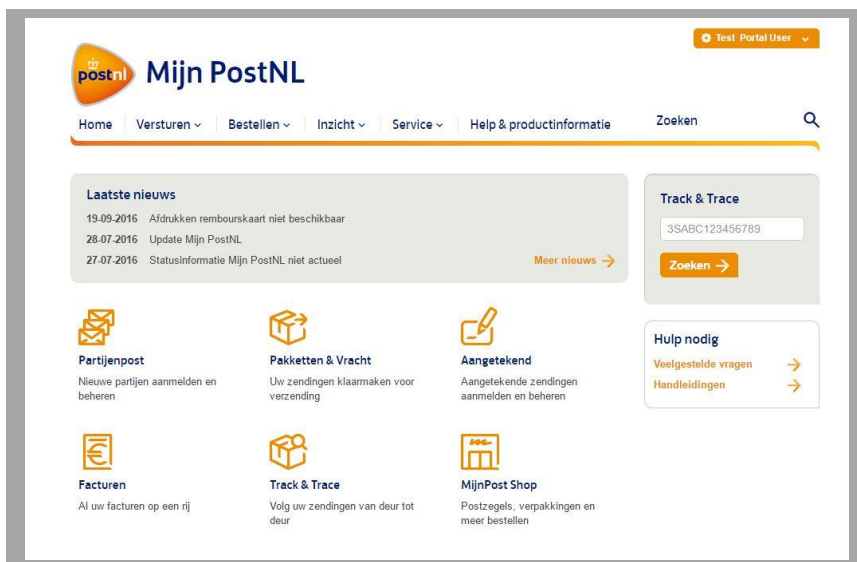 Test Portal User
postnl
Mijn PostNL
Home Versturen Bestellen Inzicht Service Help & productinformatie Zoeken
Laatste nieuws
19-09-2016 Afdrukken rembourskaart niet beschikbaar
28-07-2016 Update Mijn PostNL
27-07-2016 Statusinformatie Mijn PostNL niet actueel
Meer nieuws
Track & Trace
3SABC123456789
Zoeken
Partijenpost
Nieuwe partijen aanmelden en
beheren
Pakketten & Vracht
Uw zendingen klaarmaken voor
verzending
Aangetekend
Aangetekende zendingen
aanmelden en beheren
Hulp nodig
Veelgestelde vragen
Handleidingen
Facturen
Al uw facturen op een rij
Track & Trace
Volg uw zendingen van deur tot
deur
MijnPost Shop
Postzegels, verpakkingen en
meer bestellen